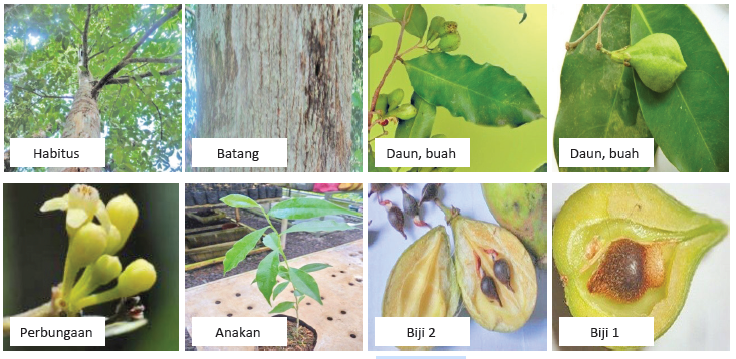 Habitus
Batang
Daun, buah
Daun, buah
Perbungaan
Anakan
Biji 2
Biji 1